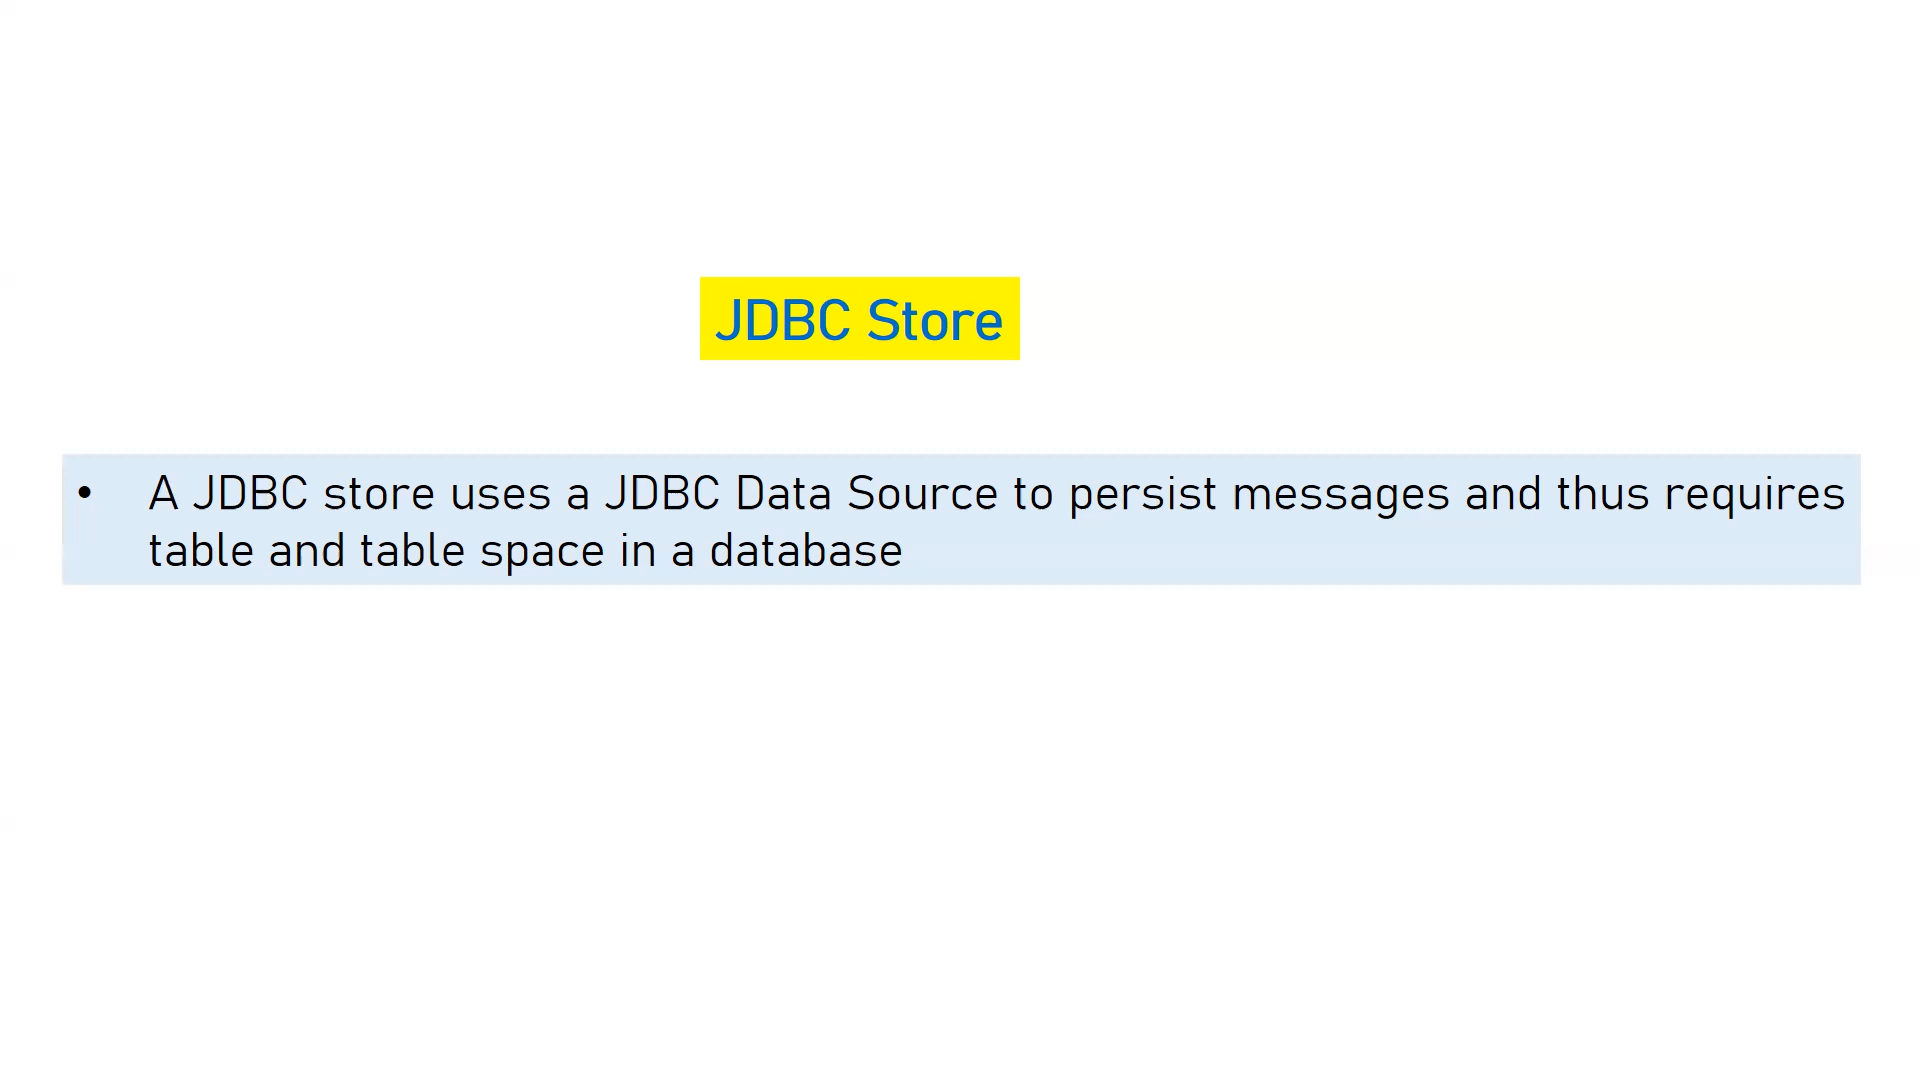 JDBC Store
• A JDBC store uses a JDBC Data Source to persist messages and thus requires
table and table space in a database